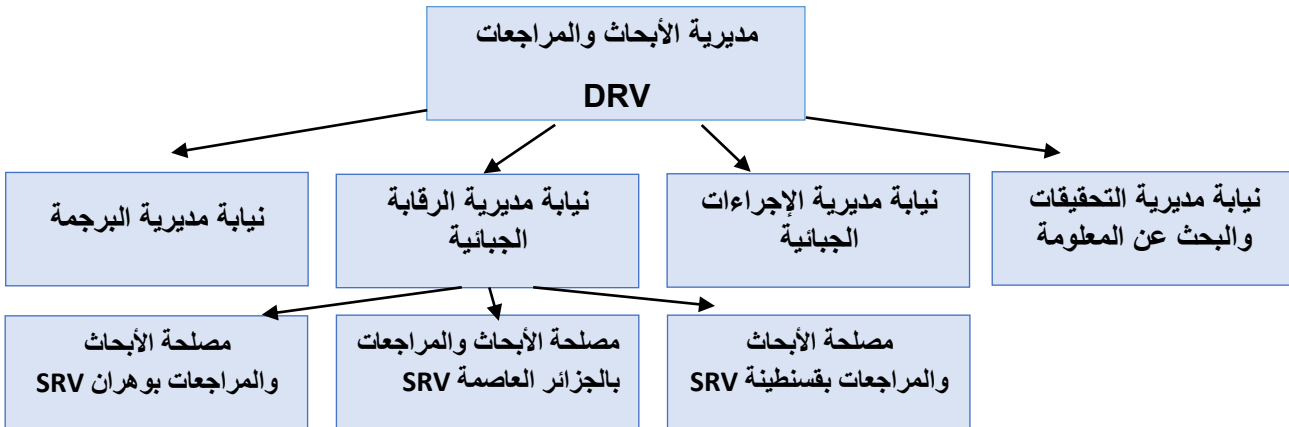 مديرية الأبحاث والمراجعات
DRV
نيابة مديرية التحقيقات
والبحث عن المعلومة
نيابة مديرية الإجراءات
الجبائية
نيابة مديرية الرقابة
الجبائية
نيابة مديرية البرجمة
مصلحة الأبحاث
والمراجعات بقسنطينة SRV
مصلحة الأبحاث والمراجعات
بالجزائر العاصمة SRV
مصلحة الأبحاث
والمراجعات بوهران SRV